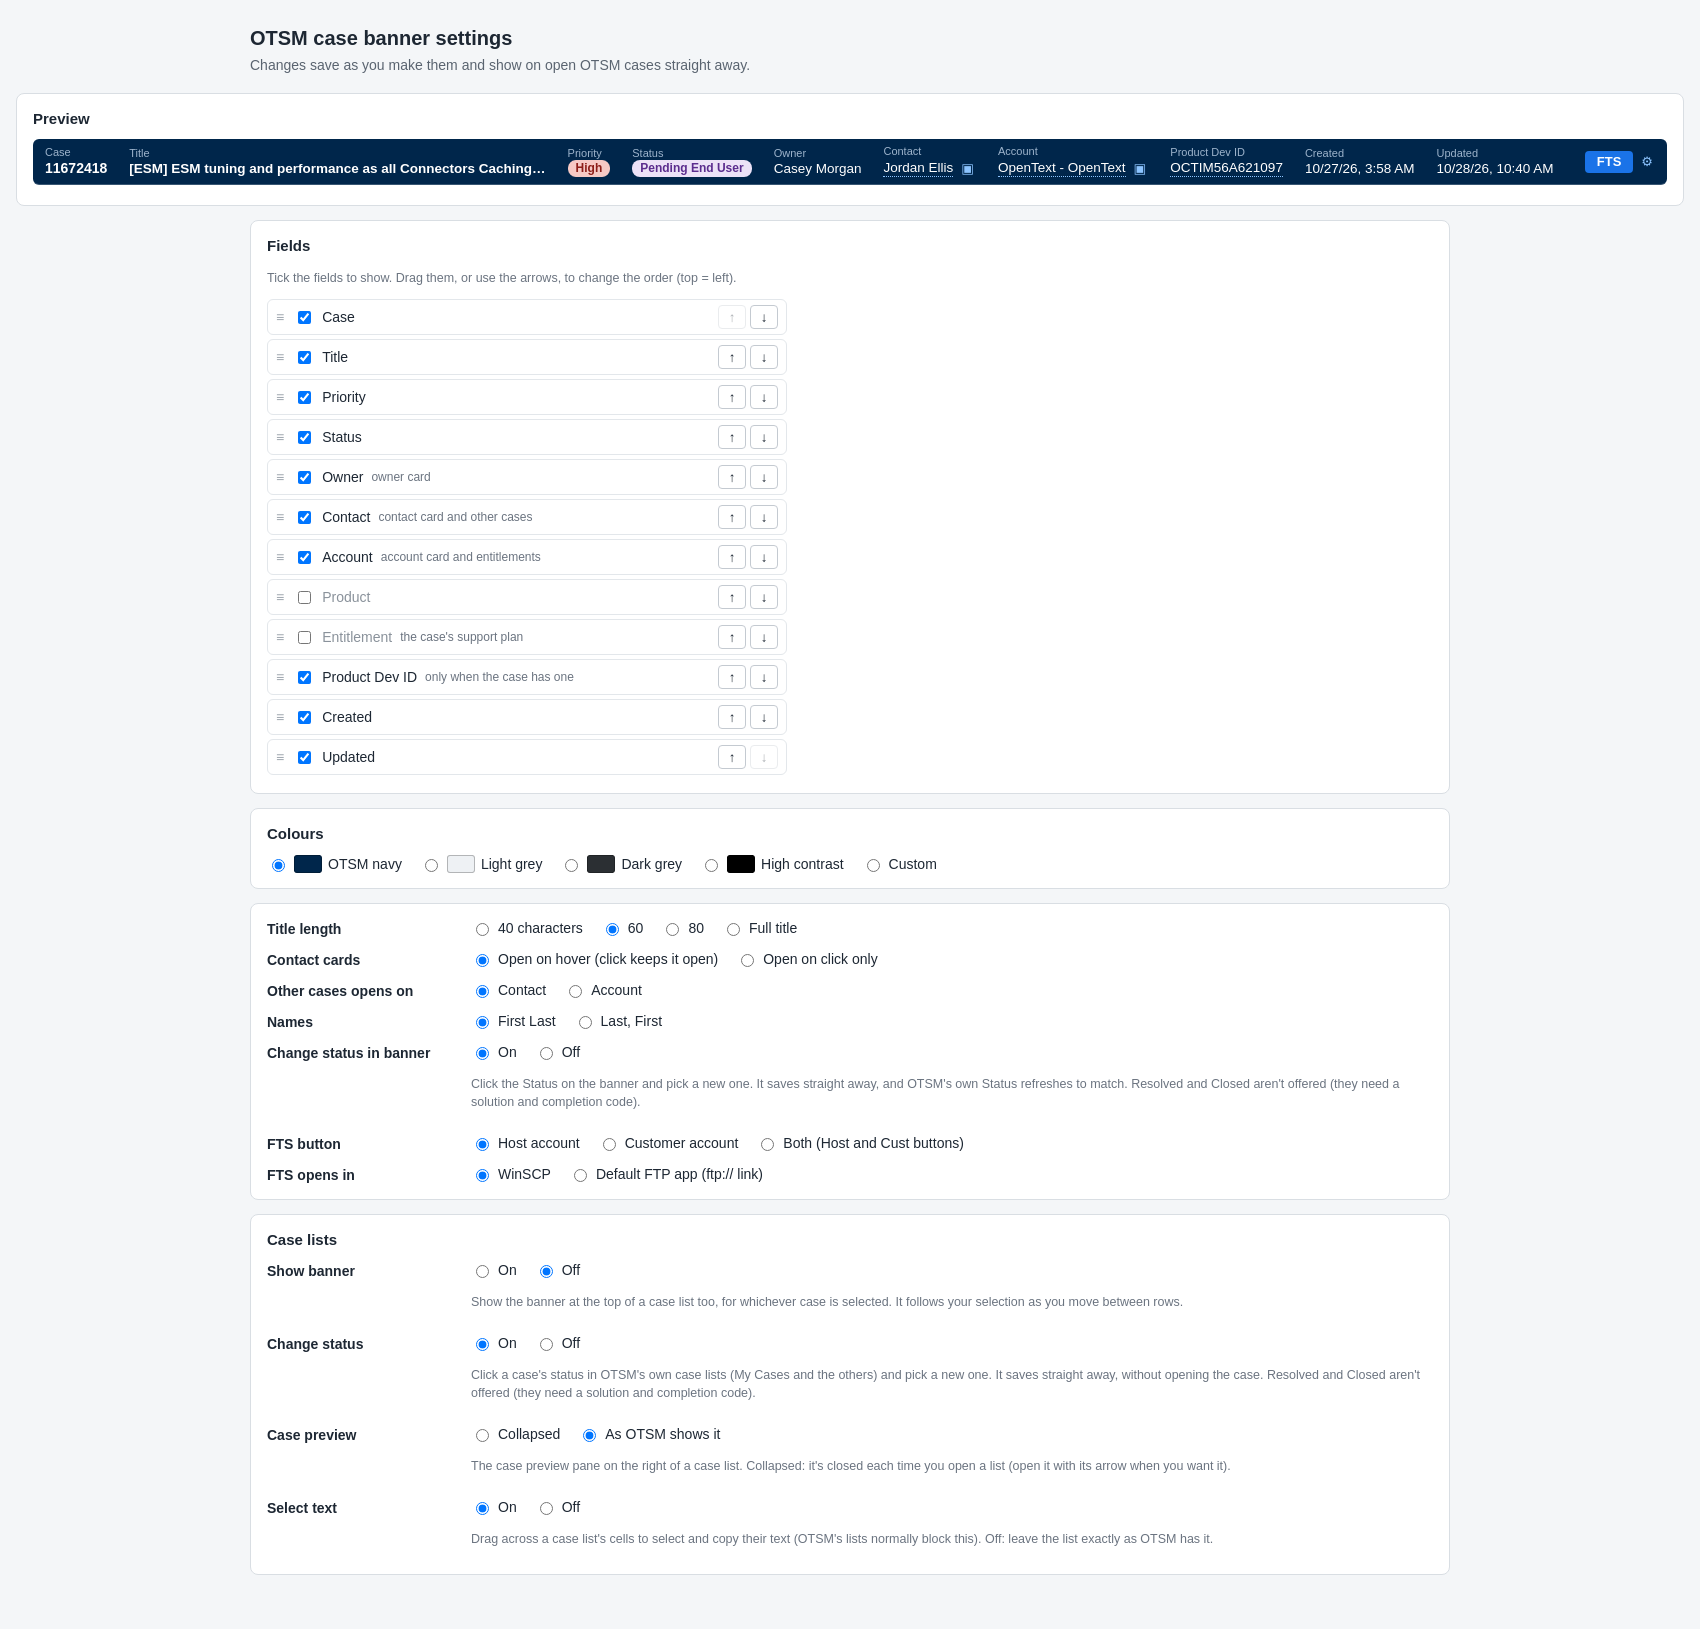 OTSM case banner settings
Changes save as you make them and show on open OTSM cases straight away.
Preview
Case Title Priority Status Owner Contact Account Product Dev ID Created Updated
11672418 [ESM] ESM tuning and performance as all Connectors Caching… High Pending End User Casey Morgan Jordan Ellis OpenText - OpenText OCTIM56A621097 10/27/26, 3:58 AM 10/28/26, 10:40 AM FTS
Fields
Tick the fields to show. Drag them, or use the arrows, to change the order (top = left).
Case ↑ ↓
Title ↑ ↓
Priority ↑ ↓
Status ↑ ↓
Owner owner card ↑ ↓
Contact contact card and other cases ↑ ↓
Account account card and entitlements ↑ ↓
Product ↑ ↓
Entitlement the case's support plan ↑ ↓
Product Dev ID only when the case has one ↑ ↓
Created ↑ ↓
Updated ↑ ↓
Colours
OTSM navy Light grey Dark grey High contrast Custom
Title length 40 characters 60 80 Full title
Contact cards Open on hover (click keeps it open) Open on click only
Other cases opens on Contact Account
Names First Last Last, First
Change status in banner On Off
Click the Status on the banner and pick a new one. It saves straight away, and OTSM's own Status refreshes to match. Resolved and Closed aren't offered (they need a
solution and completion code).
FTS button Host account Customer account Both (Host and Cust buttons)
FTS opens in WinSCP Default FTP app (ftp:// link)
Case lists
Show banner On Off
Show the banner at the top of a case list too, for whichever case is selected. It follows your selection as you move between rows.
Change status On Off
Click a case's status in OTSM's own case lists (My Cases and the others) and pick a new one. It saves straight away, without opening the case. Resolved and Closed aren't
offered (they need a solution and completion code).
Case preview Collapsed As OTSM shows it
The case preview pane on the right of a case list. Collapsed: it's closed each time you open a list (open it with its arrow when you want it).
Select text On Off
Drag across a case list's cells to select and copy their text (OTSM's lists normally block this). Off: leave the list exactly as OTSM has it.